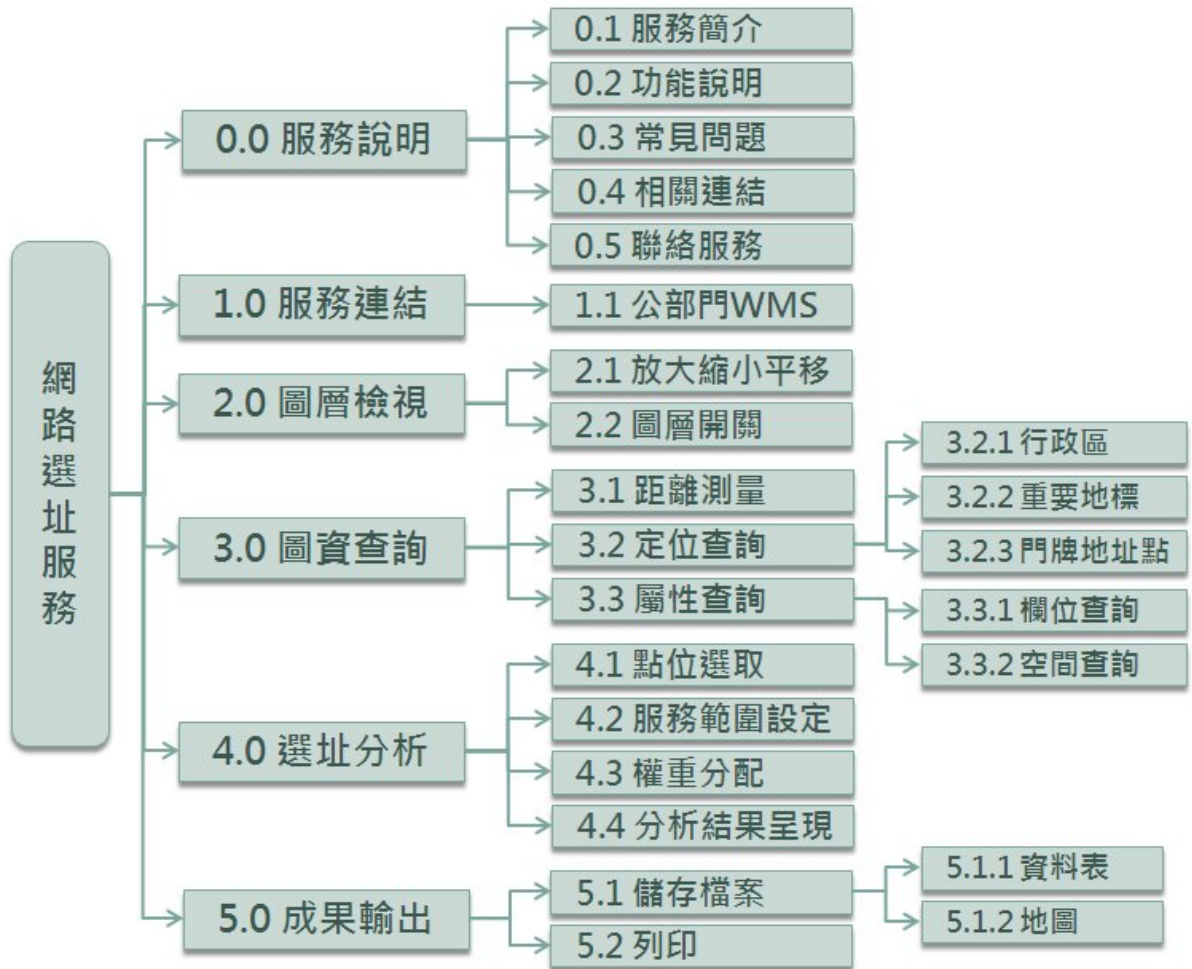 網路選址服務
0.0 服務說明
0.1 服務簡介
0.2 功能說明
0.3 常見問題
0.4 相關連結
0.5 聯絡服務
1.0 服務連結
1.1 公部門WMS
2.0 圖層檢視
2.1 放大縮小平移
2.2 圖層開關
3.0 圖資查詢
3.1 距離測量
3.2 定位查詢
3.2.1 行政區
3.2.2 重要地標
3.2.3 門牌地址點
3.3 屬性查詢
3.3.1 欄位查詢
3.3.2 空間查詢
4.0 選址分析
4.1 點位選取
4.2 服務範圍設定
4.3 權重分配
4.4 分析結果呈現
5.0 成果輸出
5.1 儲存檔案
5.1.1 資料表
5.1.2 地圖
5.2 列印